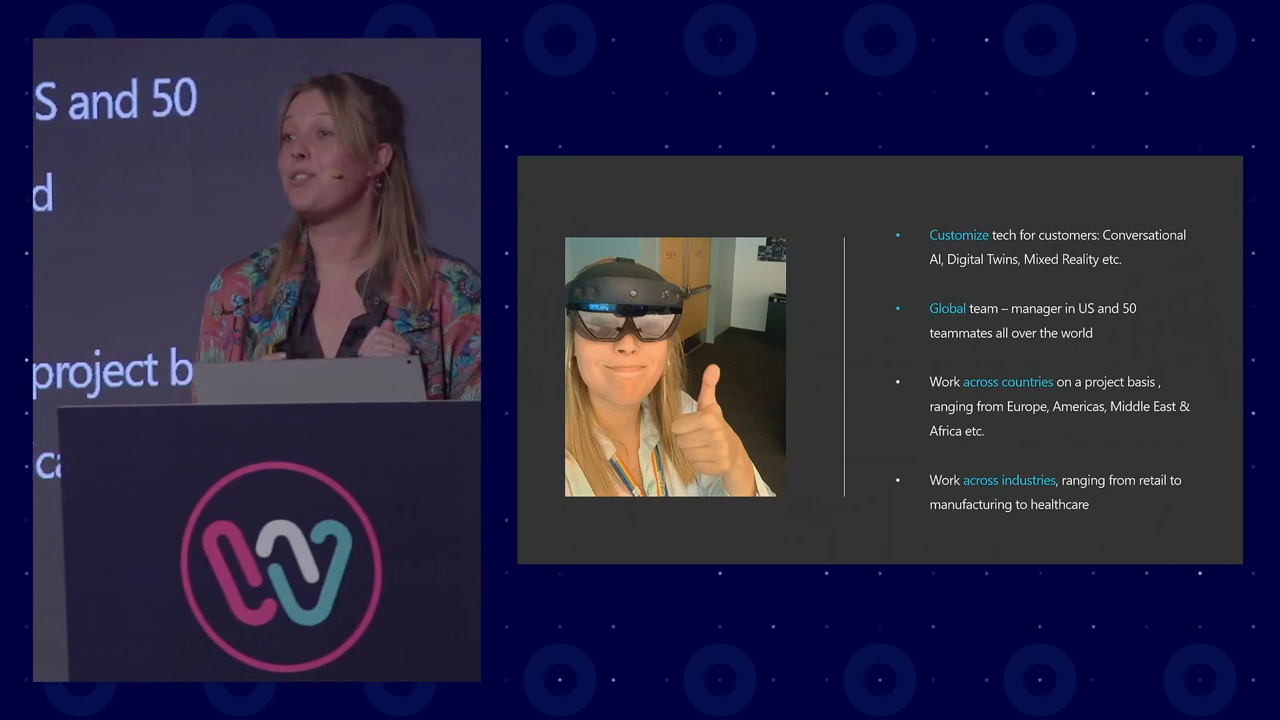 S and 50
d
project b
ca
Customize tech for customers: Conversational
AI, Digital Twins, Mixed Reality etc.
Global team – manager in US and 50
teammates all over the world
Work across countries on a project basis ,
ranging from Europe, Americas, Middle East &
Africa etc.
Work across industries, ranging from retail to
manufacturing to healthcare